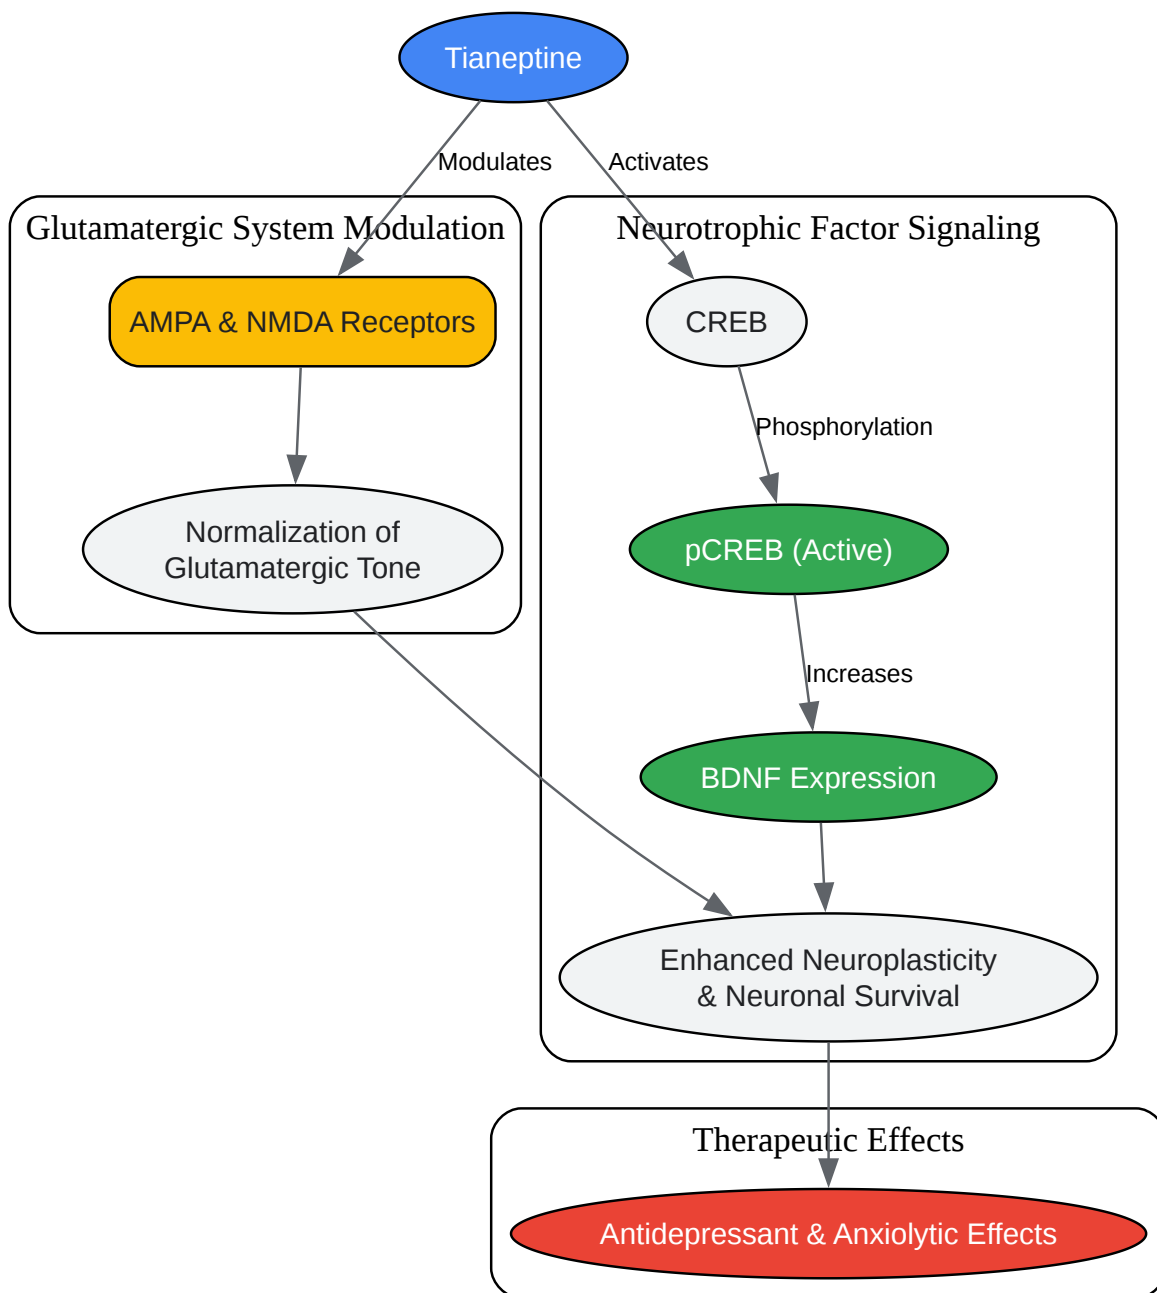 Tianeptine
Modulates
Activates
Glutamatergic System Modulation
Neurotrophic Factor Signaling
AMPA & NMDA Receptors
CREB
Phosphorylation
Normalization of
Glutamatergic Tone
pCREB (Active)
Increases
BDNF Expression
Enhanced Neuroplasticity
& Neuronal Survival
Therapeutic Effects
Antidepressant & Anxiolytic Effects